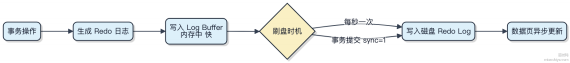 事务操作
生成 Redo 日志
写入 Log Buffer
内存中 快
刷盘时机
每秒一次
事务提交 sync=1
写入磁盘 Redo Log
数据页异步更新